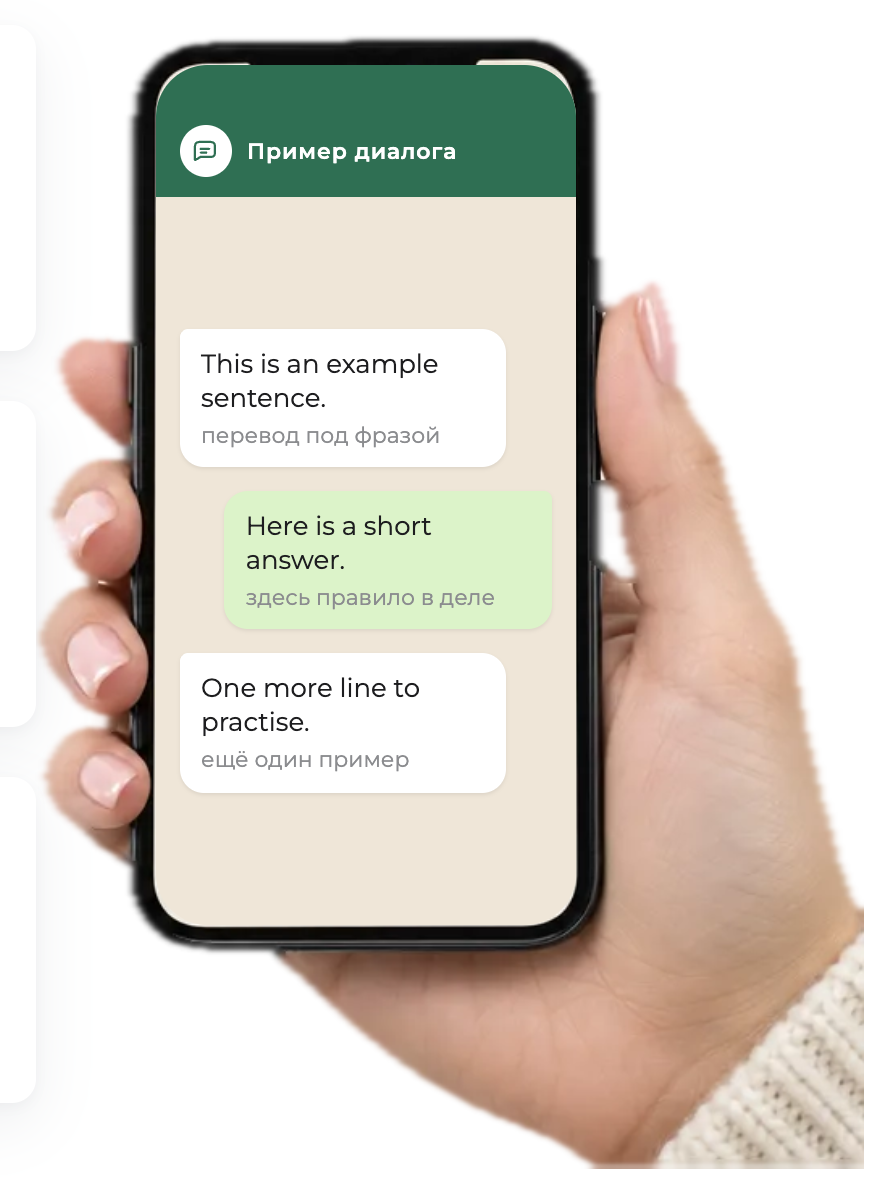 Пример диалога
This is an example
sentence.
перевод под фразой
Here is a short
answer.
здесь правило в деле
One more line to
practise.
ещё один пример